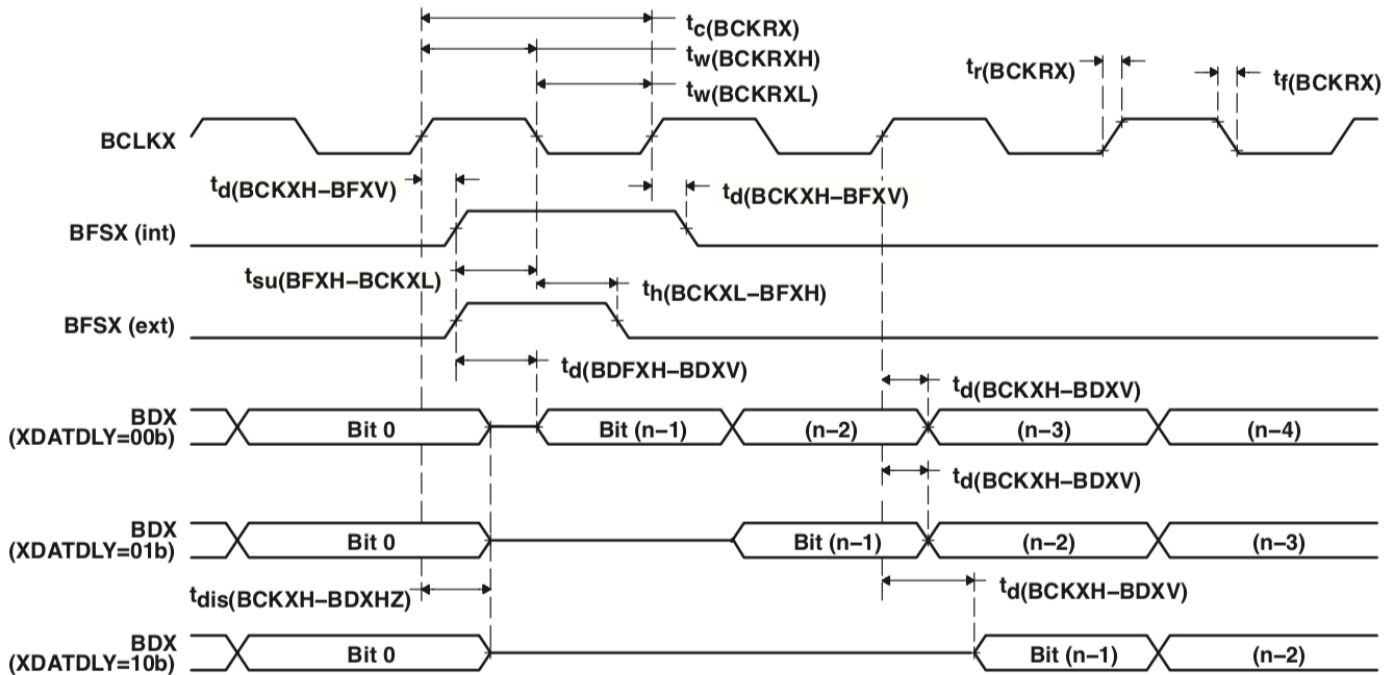 tc(BCKRX)
tw(BCKRXH)
tr(BCKRX)
tf(BCKRX)
tw(BCKRXL)
BCLKX
td(BCKXH–BFXV)
td(BCKXH–BFXV)
BFSX (int)
tsu(BFXH–BCKXL)
th(BCKXL–BFXH)
BFSX (ext)
td(BDFXH–BDXV)
td(BCKXH–BDXV)
BDX
(XDATDLY=00b)
Bit 0
Bit (n–1)
(n–2)
(n–3)
(n–4)
td(BCKXH–BDXV)
BDX
(XDATDLY=01b)
Bit 0
Bit (n–1)
(n–2)
(n–3)
tdis(BCKXH–BDXHZ)
td(BCKXH–BDXV)
BDX
(XDATDLY=10b)
Bit 0
Bit (n–1)
(n–2)